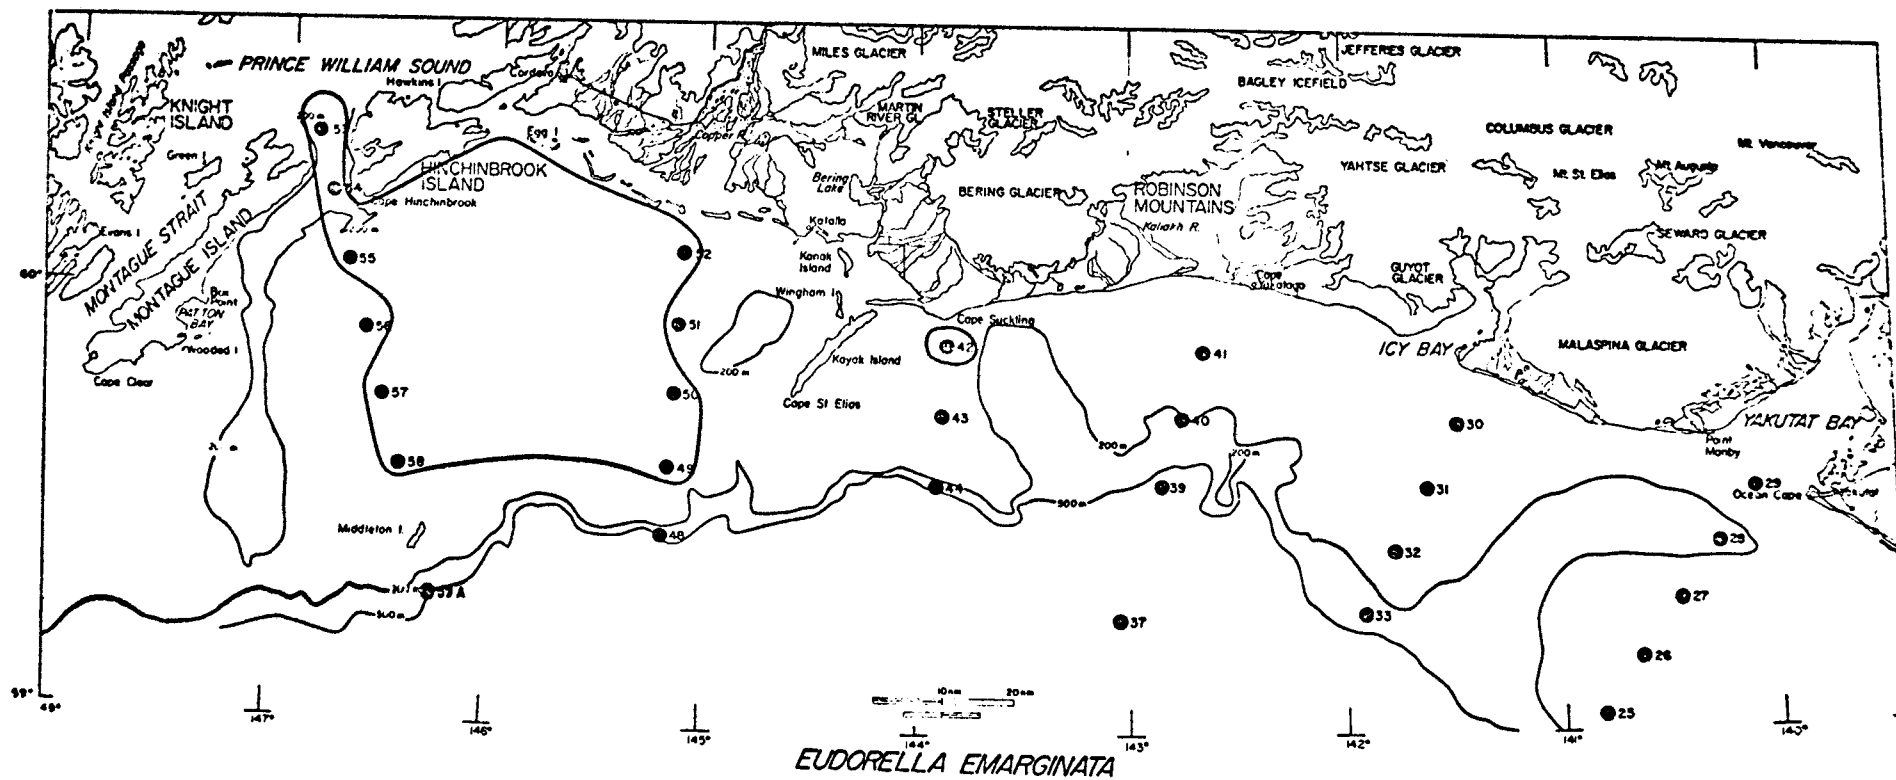 MILES GLACIER
JEFFERIES GLACIER
PRINCE WILLIAM SOUND
Cordova
Hawkins I.
BAGLEY ICEFIELD
KNIGHT
ISLAND
MARTIN
RIVER GL.
STELLER
GLACIER
COLUMBUS GLACIER
Mt. Vancouver
Egg I.
Copper R.
Green I.
HINCHINBROOK
ISLAND
YAHTSE GLACIER
Mt. St. Elias
Mt. Augusta
Bering
Lake
BERING GLACIER
ROBINSON
MOUNTAINS
Cape Hinchinbrook
Katalla
Kaliakh R.
Evans I.
MONTAGUE STRAIT
MONTAGUE ISLAND
SEWARD GLACIER
55
52
Kanak
Island
60°
GUYOT
GLACIER
Cape
Yakataga
Box
Point
PATTON
BAY
Wingham I.
56
51
Cape Suckling
Wooded I.
42
41
ICY BAY
MALASPINA GLACIER
Kayak Island
200 m
Cape Clear
57
50
Cape St Elias
43
40
30
YAKUTAT BAY
Point
Manby
200 m
200 m
58
49
44
39
31
29
Ocean Cape
Yakutat
500 m
Middleton I.
48
32
28
53 A
500 m
27
33
37
26
59°
10nm
20nm
25
147°
146°
145°
144°
143°
142°
141°
140°
EUDORELLA EMARGINATA